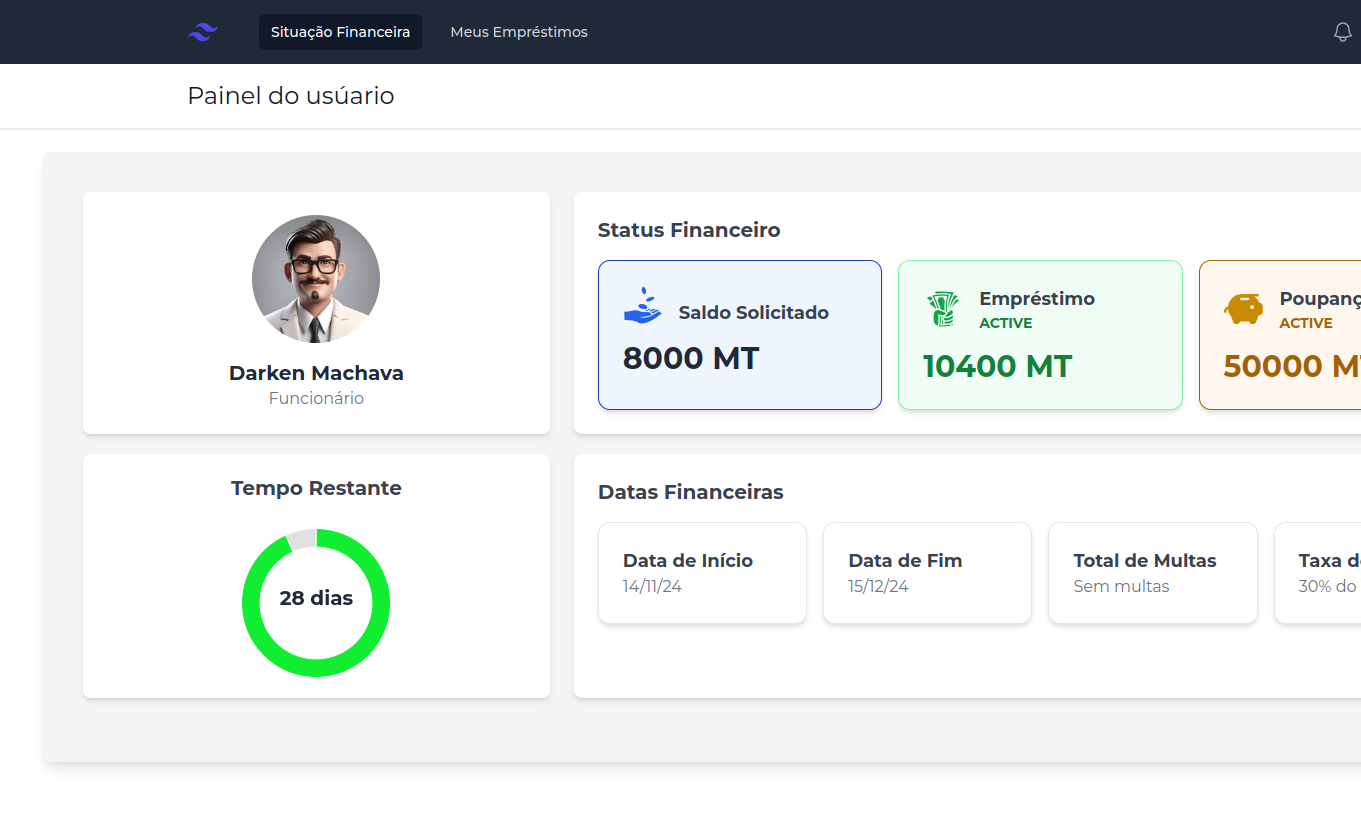 Situação Financeira
Meus Empréstimos
Painel do usúario
Darken Machava
Funcionário
Status Financeiro
Saldo Solicitado
8000 MT
Empréstimo
ACTIVE
10400 MT
Poupanç
ACTIVE
50000 M
Tempo Restante
28 dias
Datas Financeiras
Data de Início
14/11/24
Data de Fim
15/12/24
Total de Multas
Sem multas
Taxa d
30% do